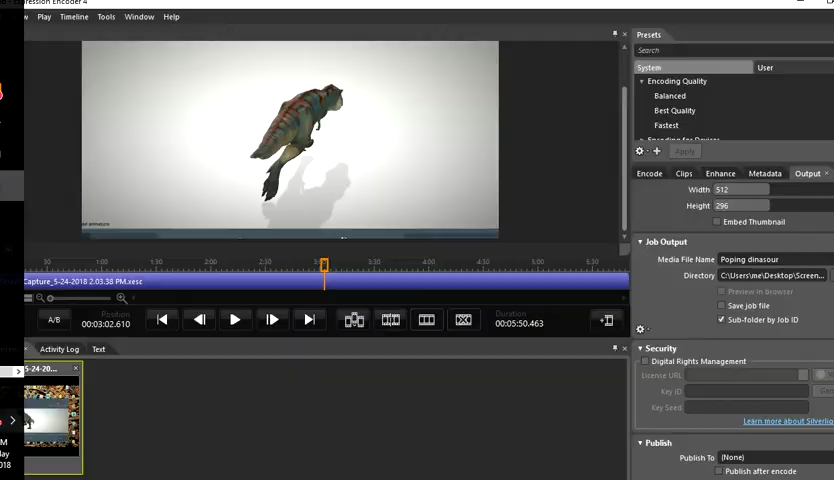 Expression Encoder 4
Play Timeline Tools Window Help
Presets
Search
System User
Encoding Quality
Balanced
Best Quality
Fastest
Apply
Encode Clips Enhance Metadata Output
Width 512
Height 296
Embed Thumbnail
Job Output
Media File Name Poping dinasour
Directory C:\Users\me\Desktop\Screen...
Preview in browser
Save job file
Sub-folder by Job ID
30 1:00 1:30 2:00 2:30 3:30 4:00 4:30 5:00 5:30
Capture_5-24-2018 2.03.38 PM.xesc
A/B
Position
00:03:02.610
Duration
00:05:50.463
Activity Log Text
5-24-20...
Security
Digital Rights Management
License URL
Key ID
Key Seed
Learn more about Silverlig
Publish
Publish To (None)
Publish after encode
M
day
2018